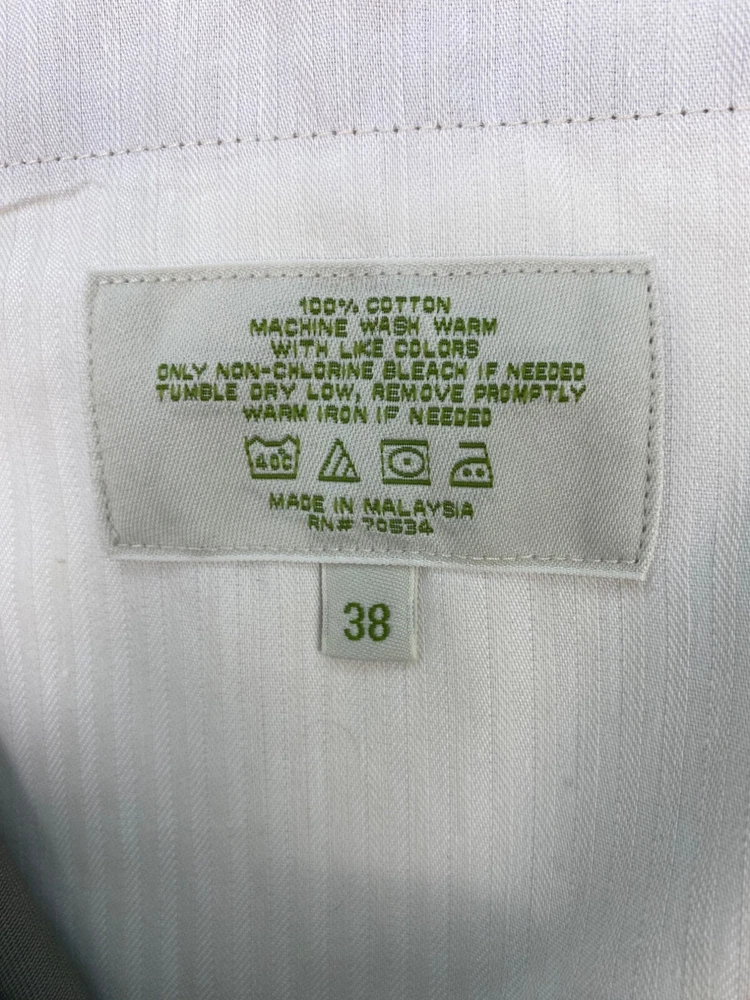 100% COTTON
MACHINE WASH WARM
WITH LIKE COLORS
ONLY NON-CHLORINE BLEACH IF NEEDED
TUMBLE DRY LOW, REMOVE PROMPTLY
WARM IRON IF NEEDED
40C
MADE IN MALAYSIA
RN# 70534
38